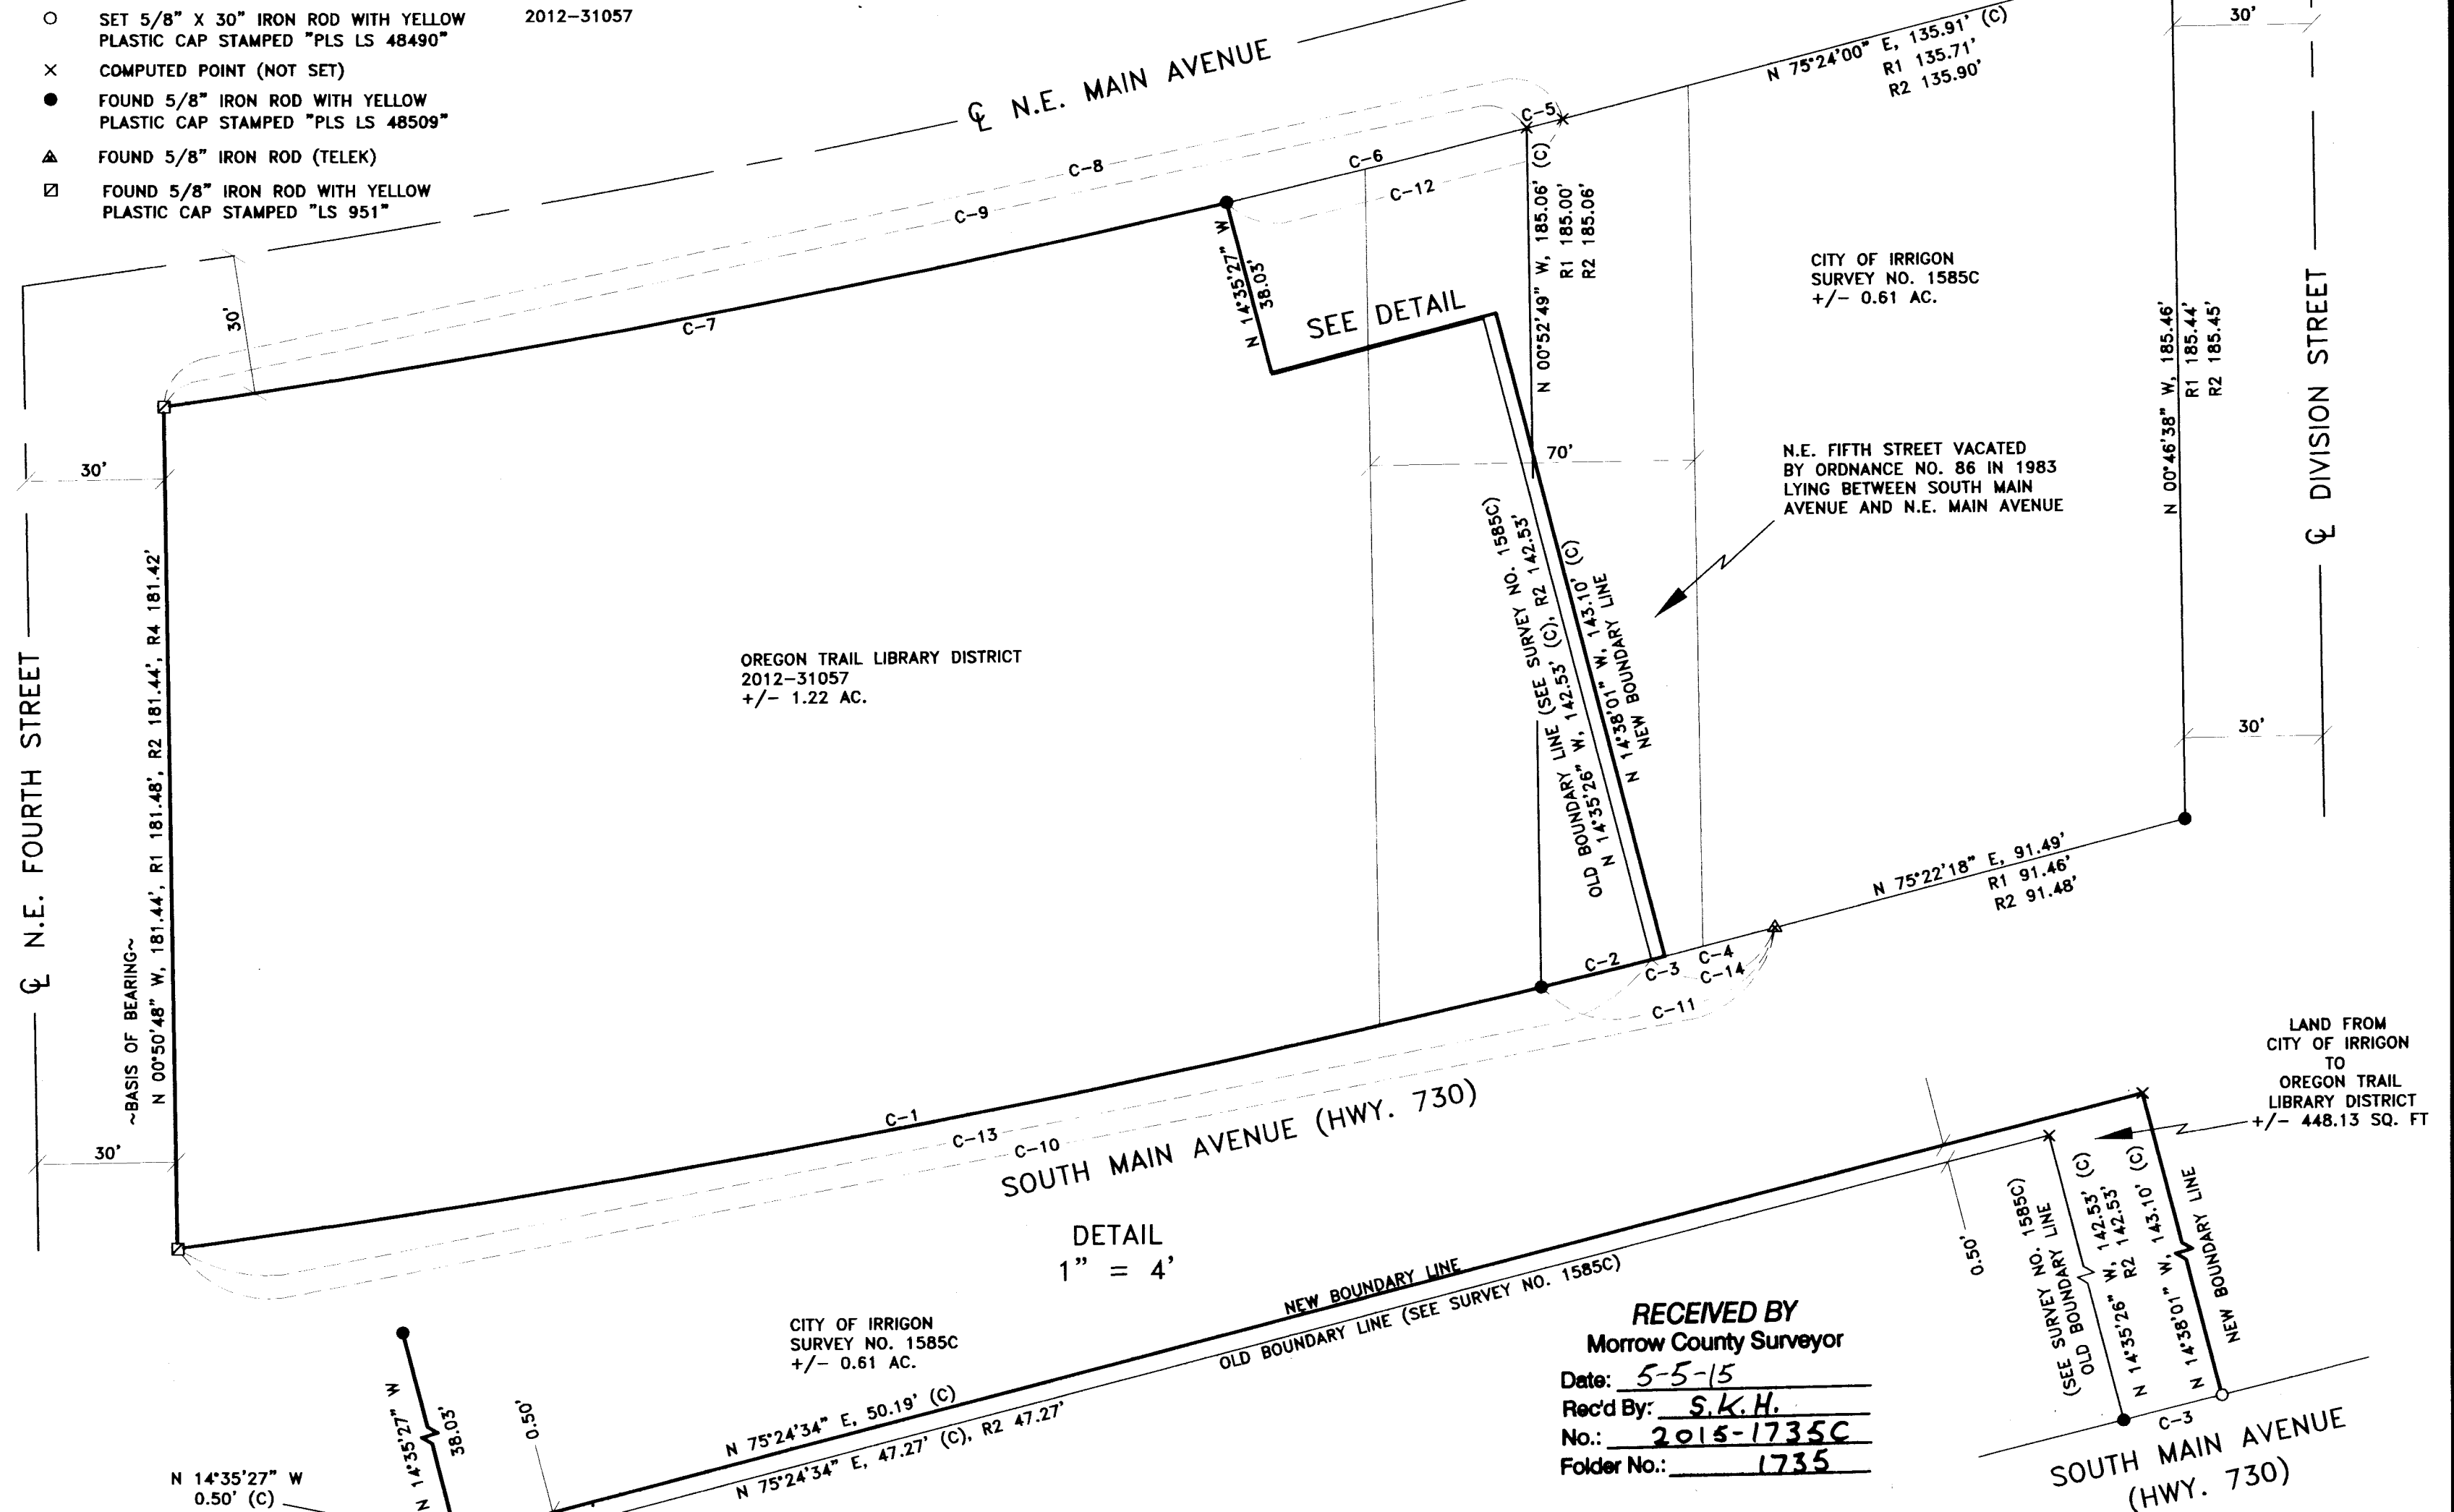 ○ SET 5/8" X 30" IRON ROD WITH YELLOW
PLASTIC CAP STAMPED "PLS LS 48490"
2012-31057
× COMPUTED POINT (NOT SET)
● FOUND 5/8" IRON ROD WITH YELLOW
PLASTIC CAP STAMPED "PLS LS 48509"
FOUND 5/8" IRON ROD (TELEK)
FOUND 5/8" IRON ROD WITH YELLOW
PLASTIC CAP STAMPED "LS 951"
℄ N.E. MAIN AVENUE
N 75°24'00" E, 135.91' (C)
R1 135.71'
R2 135.90'
30'
C-5
C-6
C-8
C-12
C-9
C-7
30'
N 14°35'27" W
38.03'
SEE DETAIL
N 00°52'49" W, 185.06' (C)
R1 185.00'
R2 185.06'
CITY OF IRRIGON
SURVEY NO. 1585C
+/- 0.61 AC.
N 00°46'38" W, 185.46'
R1 185.44'
R2 185.45'
℄ DIVISION STREET
30'
70'
N.E. FIFTH STREET VACATED
BY ORDNANCE NO. 86 IN 1983
LYING BETWEEN SOUTH MAIN
AVENUE AND N.E. MAIN AVENUE
OLD BOUNDARY LINE (SEE SURVEY NO. 1585C)
N 14°35'26" W, 142.53' (C), R2 142.53'
N 14°38'01" W, 143.10' (C)
NEW BOUNDARY LINE
℄ N.E. FOURTH STREET
~BASIS OF BEARING~
N 00°50'48" W, 181.44', R1 181.48', R2 181.44', R4 181.42'
OREGON TRAIL LIBRARY DISTRICT
2012-31057
+/- 1.22 AC.
30'
N 75°22'18" E, 91.49'
R1 91.46'
R2 91.48'
C-2
C-3
C-4
C-14
C-11
C-1
C-13
C-10
30'
SOUTH MAIN AVENUE (HWY. 730)
LAND FROM
CITY OF IRRIGON
TO
OREGON TRAIL
LIBRARY DISTRICT
+/- 448.13 SQ. FT
DETAIL
1" = 4'
CITY OF IRRIGON
SURVEY NO. 1585C
+/- 0.61 AC.
NEW BOUNDARY LINE
OLD BOUNDARY LINE (SEE SURVEY NO. 1585C)
N 75°24'34" E, 50.19' (C)
N 75°24'34" E, 47.27' (C), R2 47.27'
N 14°35'27" W
38.03'
0.50'
N 14°35'27" W
0.50' (C)
0.50'
(SEE SURVEY NO. 1585C)
OLD BOUNDARY LINE
N 14°35'26" W, 142.53' (C)
R2 142.53'
N 14°38'01" W, 143.10' (C)
NEW BOUNDARY LINE
C-3
SOUTH MAIN AVENUE
(HWY. 730)
RECEIVED BY
Morrow County Surveyor
Date: 5-5-15
Rec'd By: S.K.H.
No.: 2015-1735C
Folder No.: 1735